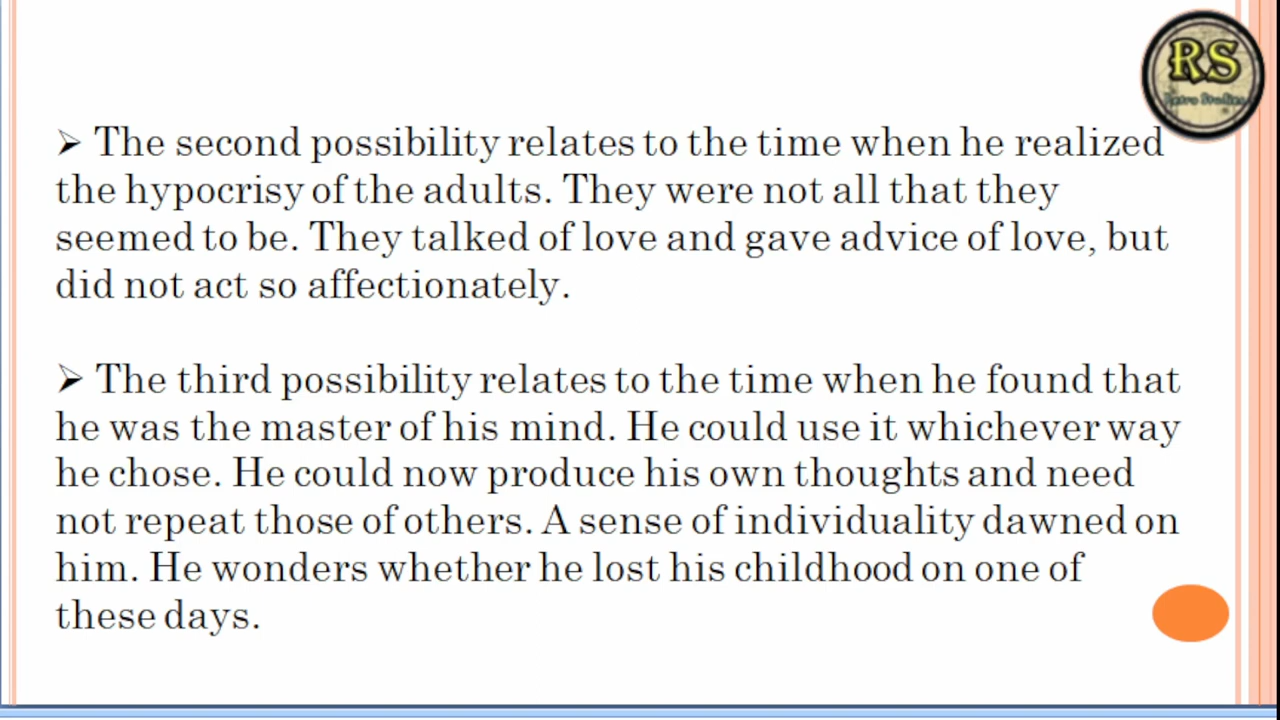 RS
Retro Studies
➢ The second possibility relates to the time when he realized
the hypocrisy of the adults. They were not all that they
seemed to be. They talked of love and gave advice of love, but
did not act so affectionately.
➢ The third possibility relates to the time when he found that
he was the master of his mind. He could use it whichever way
he chose. He could now produce his own thoughts and need
not repeat those of others. A sense of individuality dawned on
him. He wonders whether he lost his childhood on one of
these days.